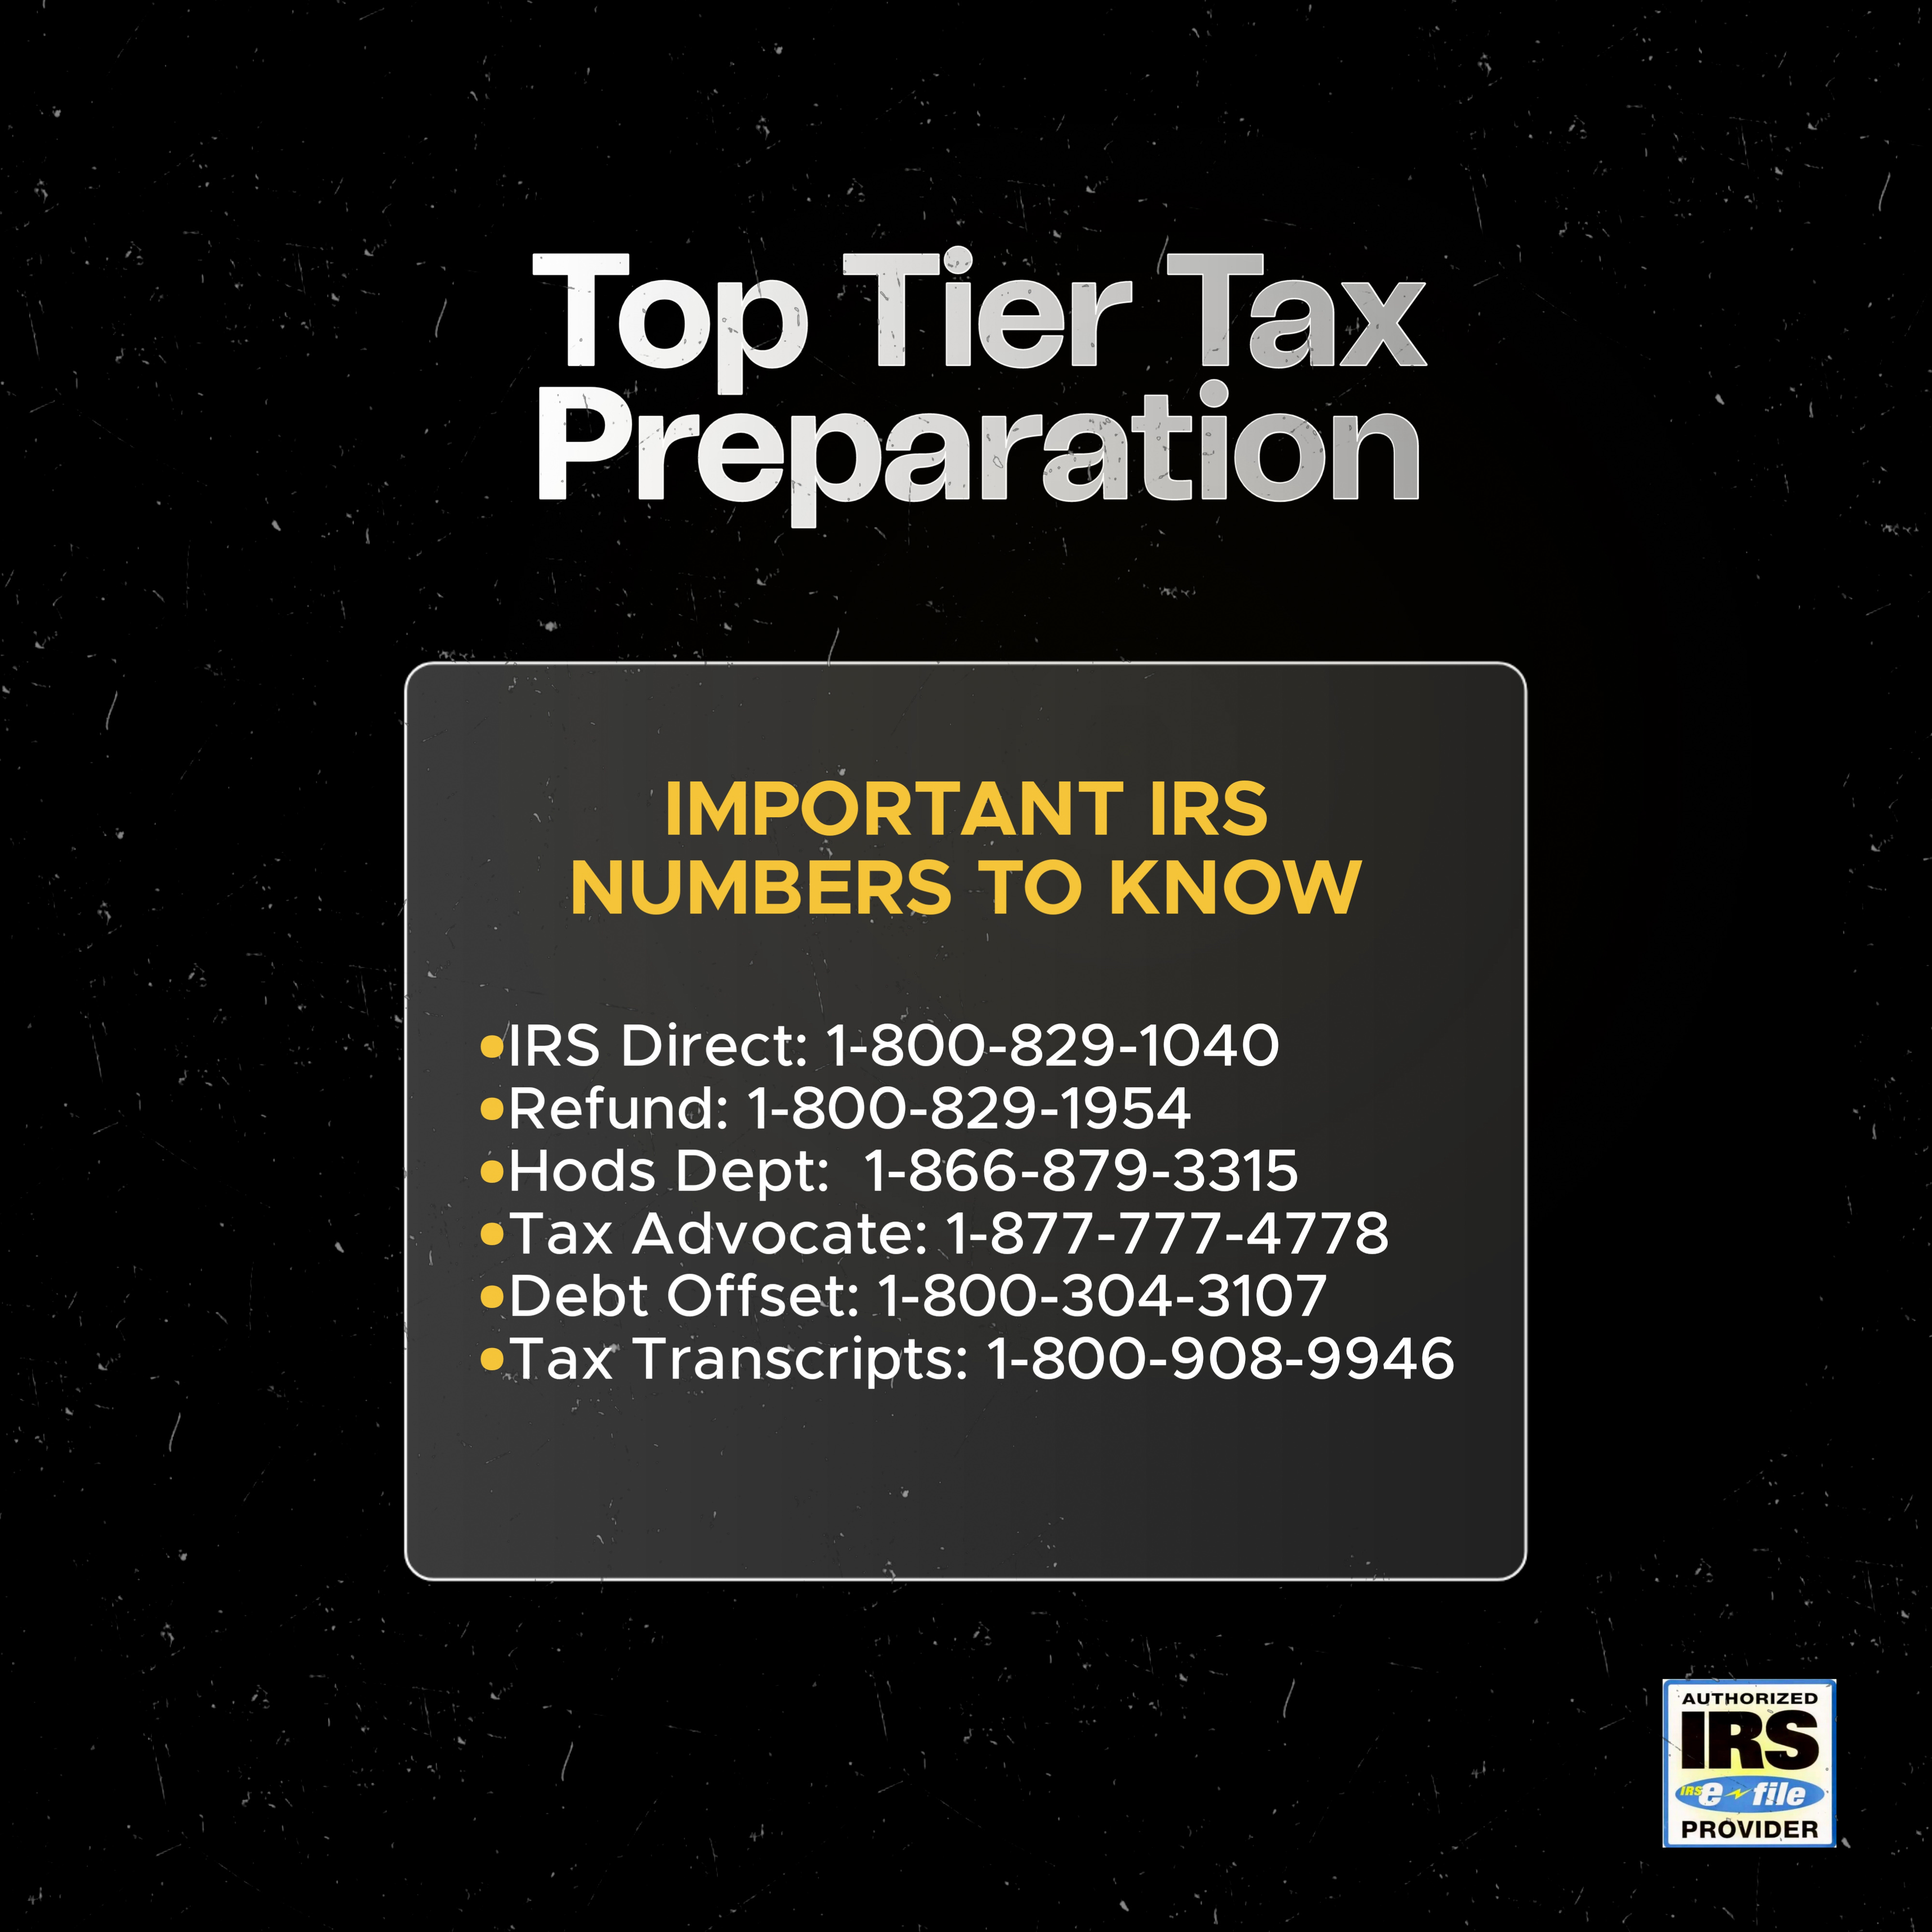 Top Tier Tax
Preparation
IMPORTANT IRS
NUMBERS TO KNOW
•IRS Direct: 1-800-829-1040
•Refund: 1-800-829-1954
•Hods Dept:  1-866-879-3315
•Tax Advocate: 1-877-777-4778
•Debt Offset: 1-800-304-3107
•Tax Transcripts: 1-800-908-9946
AUTHORIZED
IRS
IRS e file
PROVIDER